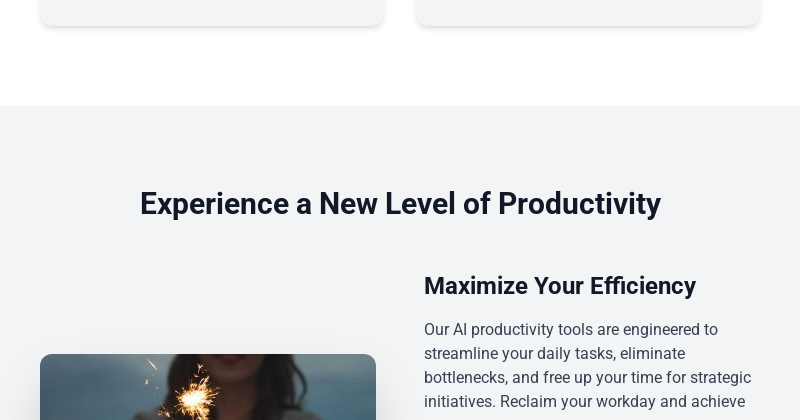 Experience a New Level of Productivity
Maximize Your Efficiency
Our AI productivity tools are engineered to
streamline your daily tasks, eliminate
bottlenecks, and free up your time for strategic
initiatives. Reclaim your workday and achieve